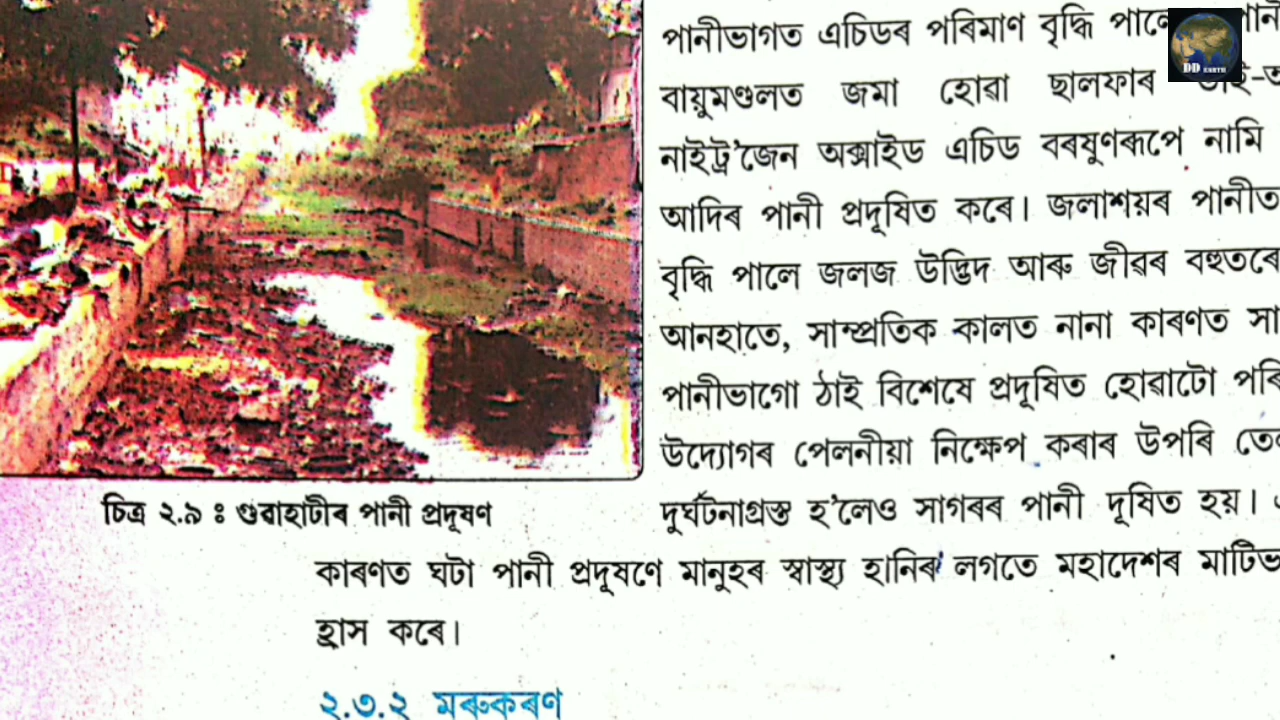 পানীভাগত এচিডৰ পৰিমাণ বৃদ্ধি পালে
DD EARTH
বায়ুমণ্ডলত জমা হোৱা ছালফাৰ
নাইট্ৰ'জেন অক্সাইড এচিড বৰষুণৰূপে নামি
আদিৰ পানী প্ৰদূষিত কৰে। জলাশয়ৰ পানীত
বৃদ্ধি পালে জলজ উদ্ভিদ আৰু জীৱৰ বহুতৰে
আনহাতে, সাম্প্ৰতিক কালত নানা কাৰণত
পানীভাগো ঠাই বিশেষে প্ৰদূষিত হোৱাটো
উদ্যোগৰ পেলনীয়া নিক্ষেপ কৰাৰ উপৰি
দুৰ্ঘটনাগ্ৰস্ত হ'লেও সাগৰৰ পানী দূষিত হয়।
চিত্ৰ ২.৯ ঃ গুৱাহাটীৰ পানী প্ৰদূষণ
কাৰণত ঘটা পানী প্ৰদূষণে মানুহৰ স্বাস্থ্য হানিৰ লগতে মহাদেশৰ
হ্ৰাস কৰে।
২.৩.২ মৰুকৰণ